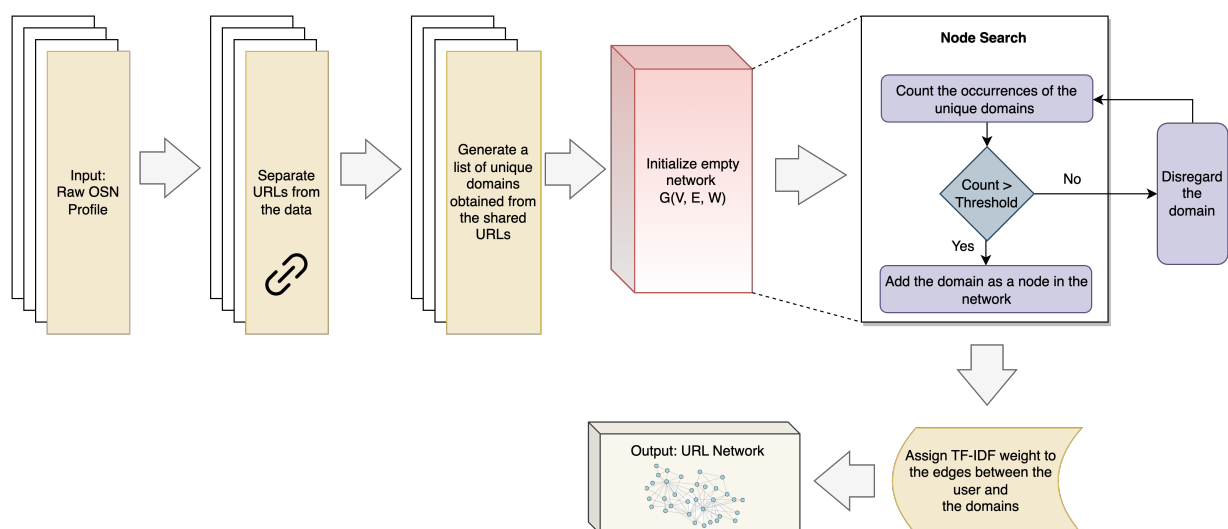 Input:
Raw OSN
Profile
Separate
URLs from
the data
Generate a
list of unique
domains
obtained from
the shared
URLs
Initialize empty
network
G(V, E, W)
Node Search
Count the occurrences of the
unique domains
Count >
Threshold
No
Disregard
the
domain
Yes
Add the domain as a node in the
network
Assign TF-IDF weight to
the edges between the
user and
the domains
Output: URL Network